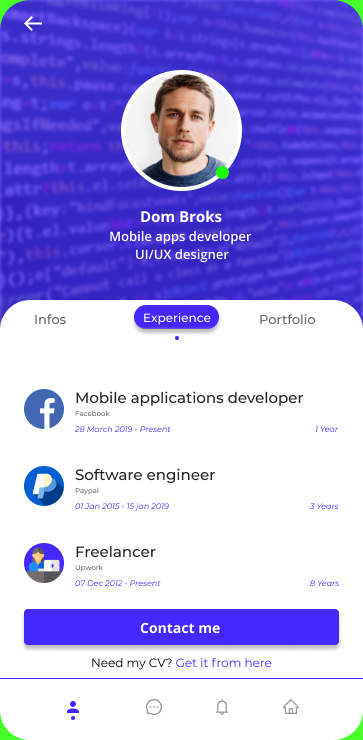 Dom Broks
Mobile apps developer
UI/UX designer
Infos
Experience
Portfolio
Mobile applications developer
Facebook
28 March 2019 - Present
1 Year
Software engineer
Paypal
01 Jan 2015 - 15 jan 2019
3 Years
Freelancer
Upwork
07 Dec 2012 - Present
8 Years
Contact me
Need my CV? Get it from here